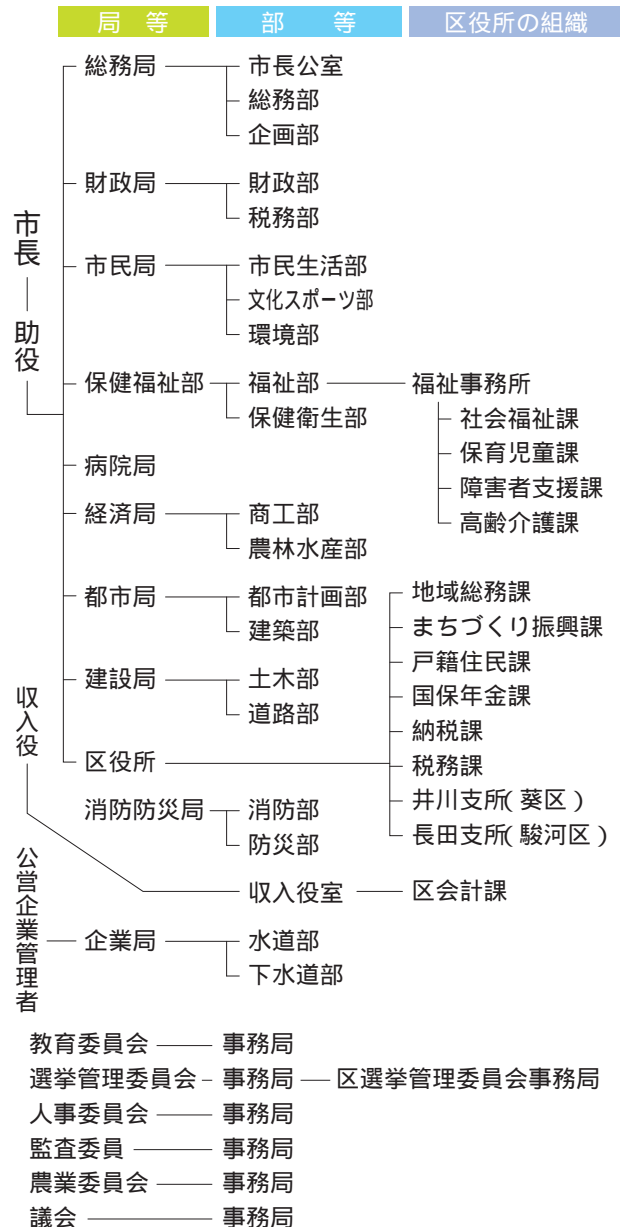 局 等 部 等 区役所の組織
総務局 市長公室
総務部
企画部
財政局 財政部
税務部
市長
助役
市民局 市民生活部
文化スポーツ部
環境部
保健福祉部 福祉部 福祉事務所
保健衛生部 社会福祉課
保育児童課
障害者支援課
高齢介護課
病院局
経済局 商工部
農林水産部
都市局 都市計画部
建築部
建設局 土木部
道路部
区役所
地域総務課
まちづくり振興課
戸籍住民課
国保年金課
納税課
税務課
井川支所(葵区)
長田支所(駿河区)
消防防災局 消防部
防災部
収入役 収入役室 区会計課
公営企業管理者 企業局 水道部
下水道部
教育委員会 事務局
選挙管理委員会 事務局 区選挙管理委員会事務局
人事委員会 事務局
監査委員 事務局
農業委員会 事務局
議会 事務局